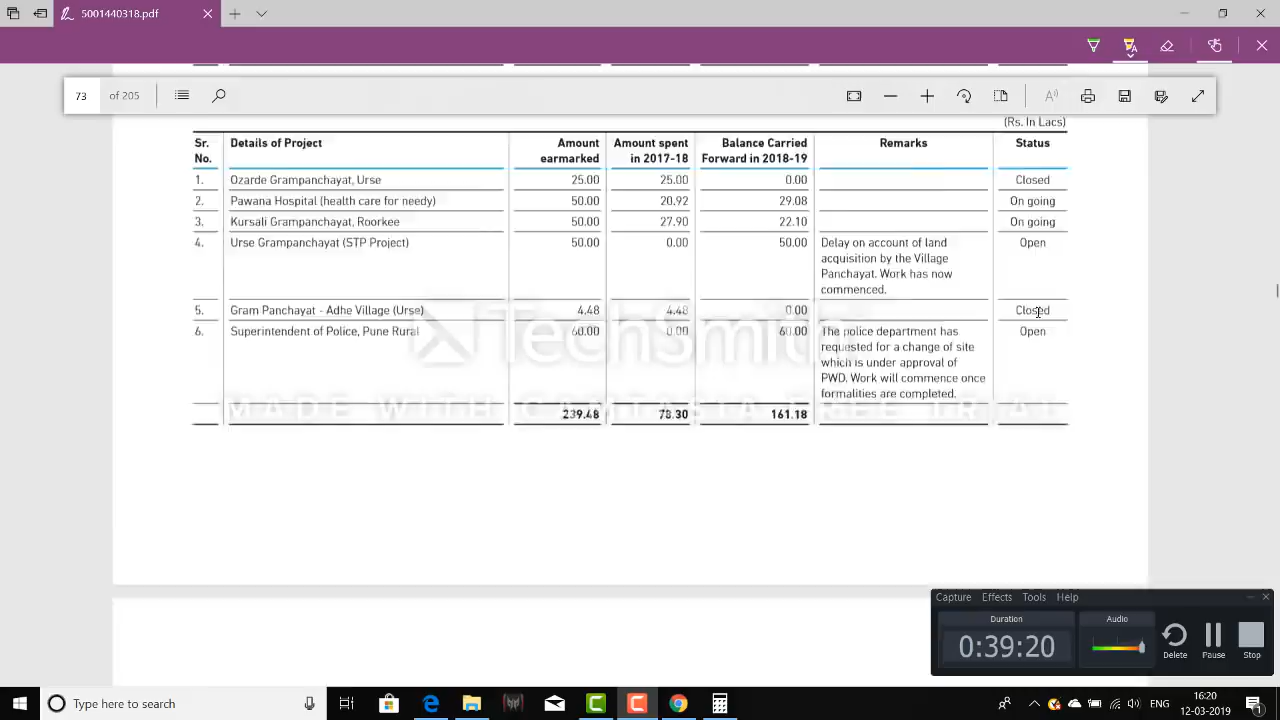 5001440318.pdf
73 of 205
(Rs. In Lacs)
Sr. No. Details of Project Amount earmarked Amount spent in 2017-18 Balance Carried Forward in 2018-19 Remarks Status
1. Ozarde Grampanchayat, Urse 25.00 25.00 0.00 Closed
2. Pawana Hospital (health care for needy) 50.00 20.92 29.08 On going
3. Kursali Grampanchayat, Roorkee 50.00 27.90 22.10 On going
4. Urse Grampanchayat (STP Project) 50.00 0.00 50.00 Delay on account of land Open
acquisition by the Village
Panchayat. Work has now
commenced.
5. Gram Panchayat - Adhe Village (Urse) 4.48 4.48 0.00 Closed
6. Superintendent of Police, Pune Rural 60.00 0.00 60.00 The police department has Open
requested for a change of site
which is under approval of
PWD. Work will commence once
formalities are completed.
239.48 78.30 161.18
TechSmith
MADE WITH CAMTASIA FREE TRIAL
Capture Effects Tools Help
Duration Audio
0:39:20
Delete Pause Stop
Type here to search
16:20
12-03-2019
1